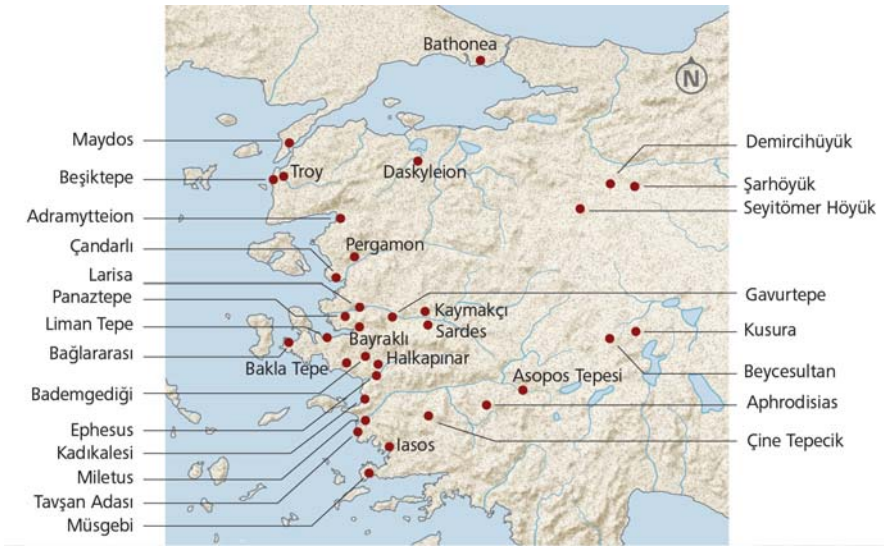 Bathonea
N
Maydos
Beşiktepe
Troy
Daskyleion
Adramytteion
Çandarlı
Pergamon
Larisa
Panaztepe
Liman Tepe
Bağlararası
Bademgediği
Ephesus
Kadıkalesi
Miletus
Tavşan Adası
Müsgebi
Kaymakçı
Sardes
Bayraklı
Bakla Tepe
Halkapınar
Asopos Tepesi
Iasos
Demircihüyük
Şarhöyük
Seyitömer Höyük
Gavurtepe
Kusura
Beycesultan
Aphrodisias
Çine Tepecik